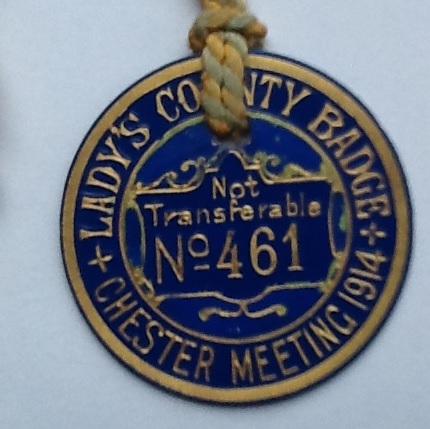 LADY'S COUNTY BADGE
Not
Transferable
No 461
CHESTER MEETING 1914